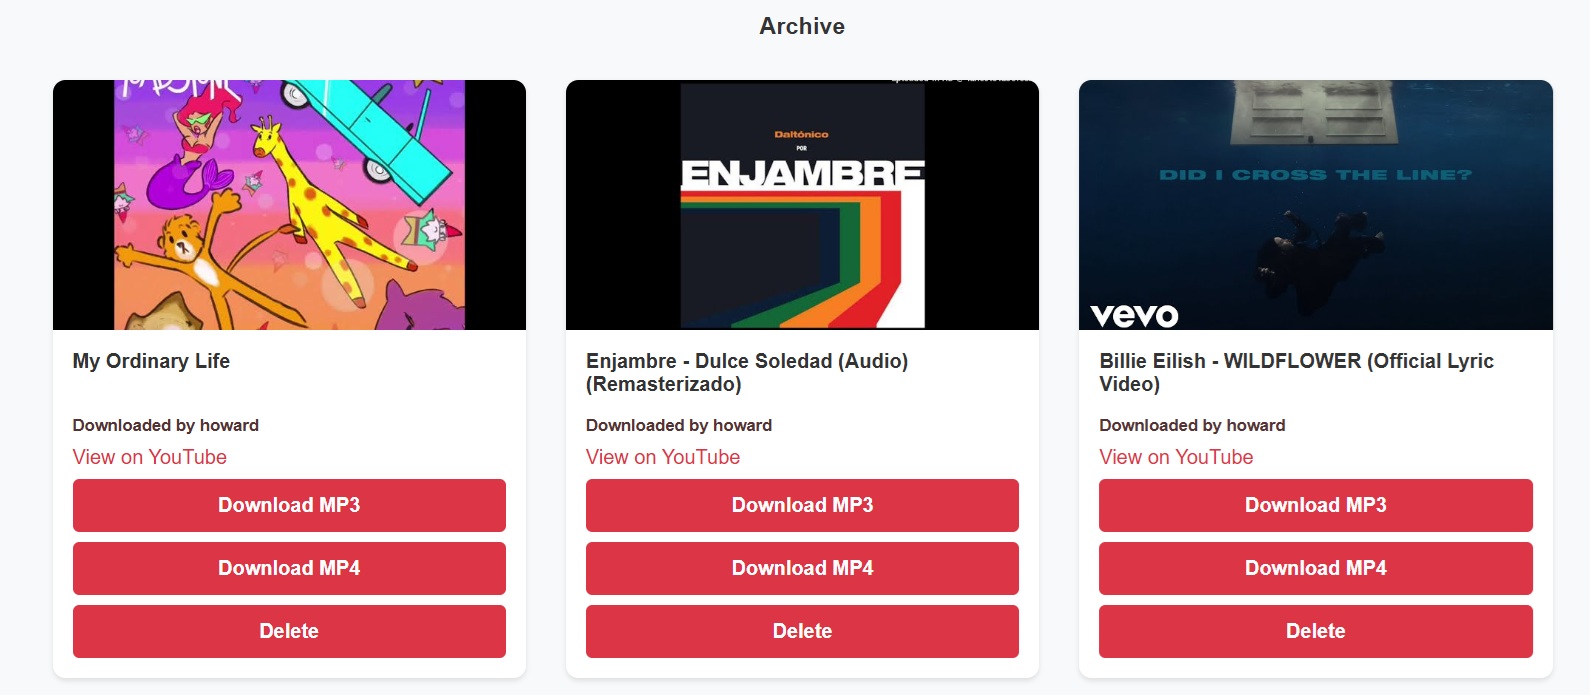 Archive
Daltónico
POR
ENJAMBRE
DID I CROSS THE LINE?
vevo
My Ordinary Life
Downloaded by howard
View on YouTube
Download MP3
Download MP4
Delete
Enjambre - Dulce Soledad (Audio)
(Remasterizado)
Downloaded by howard
View on YouTube
Download MP3
Download MP4
Delete
Billie Eilish - WILDFLOWER (Official Lyric
Video)
Downloaded by howard
View on YouTube
Download MP3
Download MP4
Delete